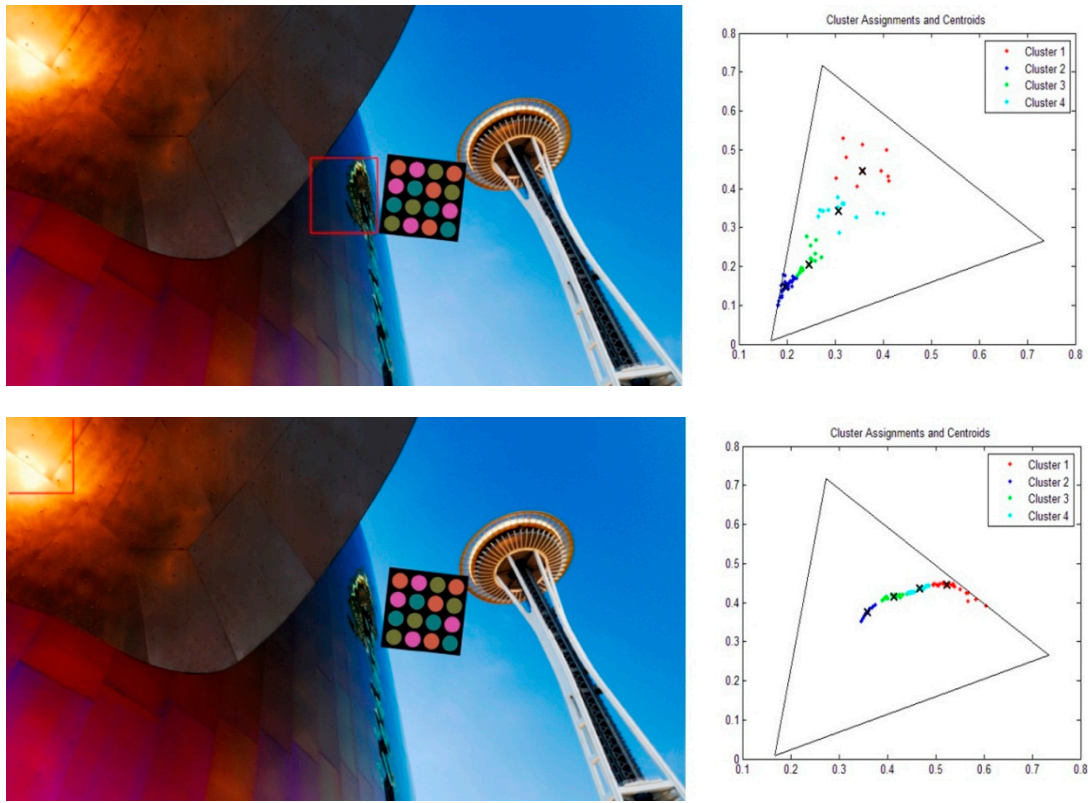 Cluster Assignments and Centroids
0.8
0.7
0.6
0.5
0.4
0.3
0.2
0.1
0
0.1 0.2 0.3 0.4 0.5 0.6 0.7 0.8
Cluster 1
Cluster 2
Cluster 3
Cluster 4
Cluster Assignments and Centroids
0.8
0.7
0.6
0.5
0.4
0.3
0.2
0.1
0
0.1 0.2 0.3 0.4 0.5 0.6 0.7 0.8
Cluster 1
Cluster 2
Cluster 3
Cluster 4